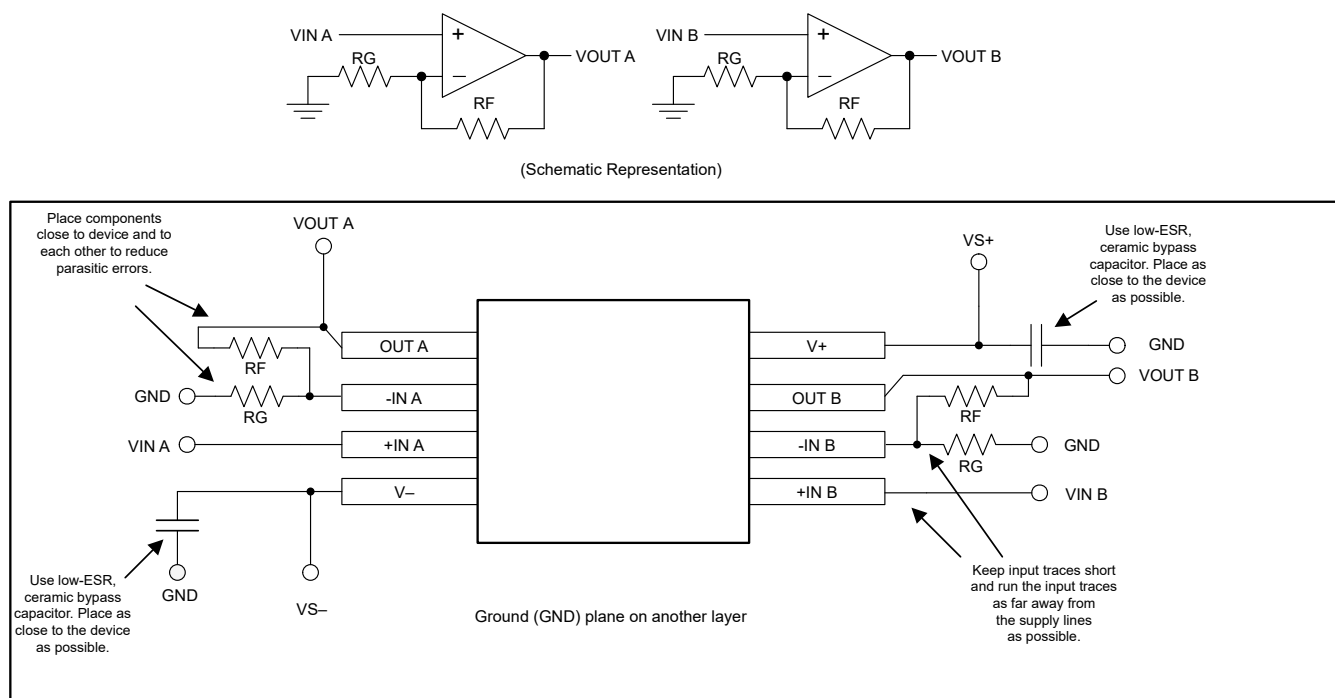 VIN A
RG
RF
VOUT A
VIN B
RG
RF
VOUT B
(Schematic Representation)
Place components
close to device and to
each other to reduce
parasitic errors.
VOUT A
VS+
Use low-ESR,
ceramic bypass
capacitor. Place as
close to the device
as possible.
OUT A
V+
GND
RF
VOUT B
GND
RG
-IN A
OUT B
RF
VIN A
+IN A
-IN B
RG
GND
V–
+IN B
VIN B
Use low-ESR,
ceramic bypass
capacitor. Place as
close to the device
as possible.
GND
VS–
Ground (GND) plane on another layer
Keep input traces short
and run the input traces
as far away from
the supply lines
as possible.